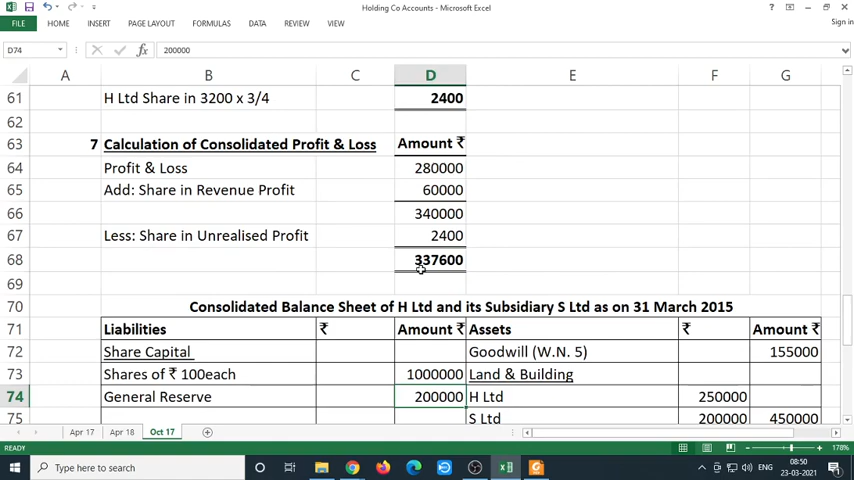 Holding Co Accounts - Microsoft Excel
FILE HOME INSERT PAGE LAYOUT FORMULAS DATA REVIEW VIEW Sign in
D74 fx 200000
A B C D E F G
61 H Ltd Share in 3200 x 3/4 2400
62
63 7 Calculation of Consolidated Profit & Loss Amount ₹
64 Profit & Loss 280000
65 Add: Share in Revenue Profit 60000
66 340000
67 Less: Share in Unrealised Profit 2400
68 337600
69
70 Consolidated Balance Sheet of H Ltd and its Subsidiary S Ltd as on 31 March 2015
71 Liabilities ₹ Amount ₹ Assets ₹ Amount ₹
72 Share Capital Goodwill (W.N. 5) 155000
73 Shares of ₹ 100each 1000000 Land & Building
74 General Reserve 200000 H Ltd 250000
75 S Ltd 200000 450000
Apr 17 Apr 18 Oct 17
READY 178%
Type here to search ENG 08:50
23-03-2021